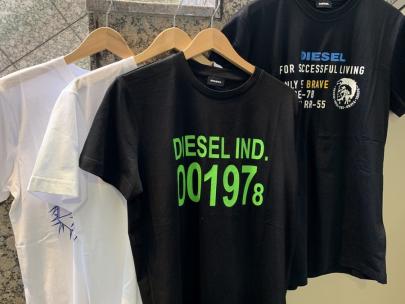 DIESEL IND.
001978
DIESEL
FOR SUCCESSFUL LIVING
BRAVE